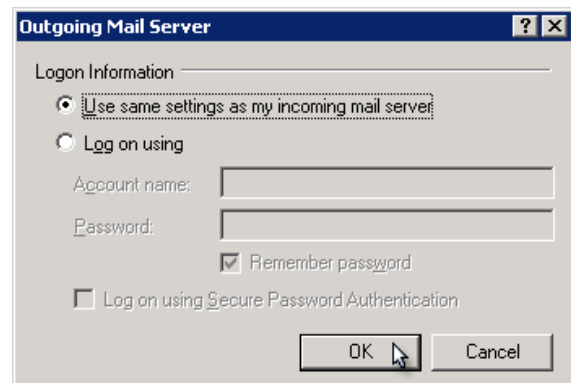 Outgoing Mail Server
Logon Information
Use same settings as my incoming mail server
Log on using
Account name:
Password:
Remember password
Log on using Secure Password Authentication
OK Cancel